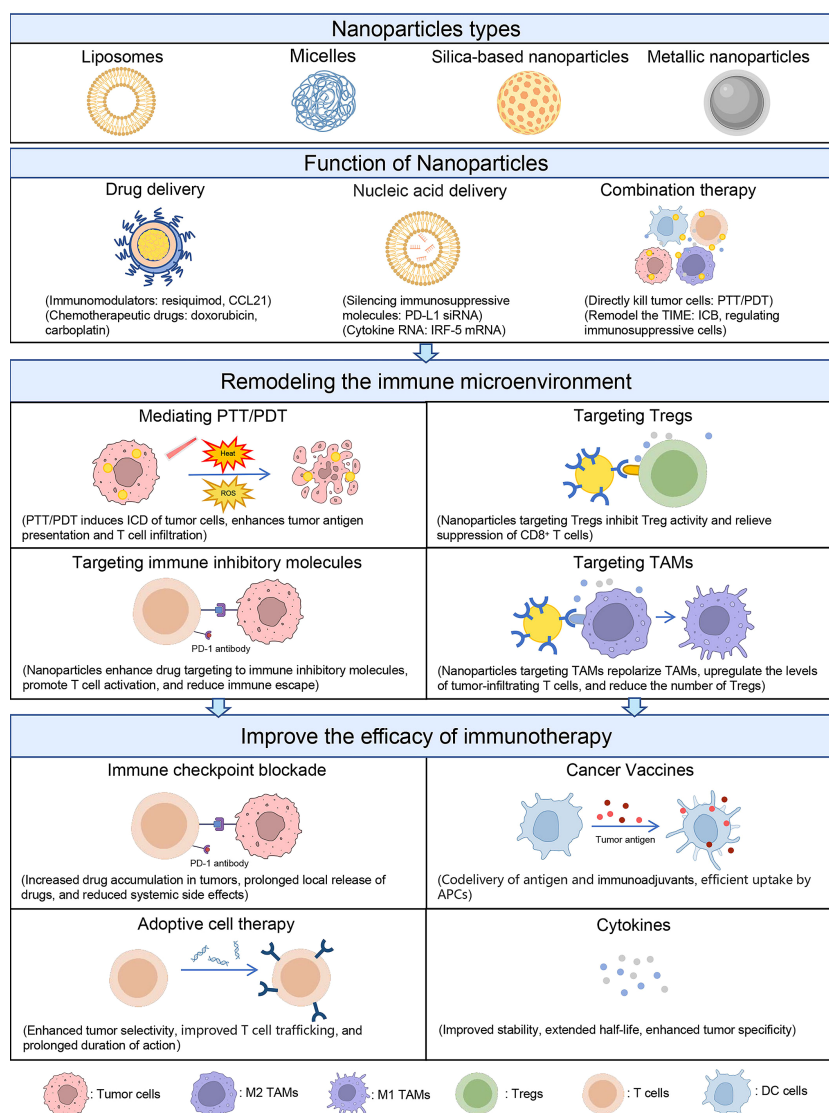 Nanoparticles types
Liposomes
Micelles
Silica-based nanoparticles
Metallic nanoparticles
Function of Nanoparticles
Drug delivery
(Immunomodulators: resiquimod, CCL21)
(Chemotherapeutic drugs: doxorubicin,
carboplatin)
Nucleic acid delivery
(Silencing immunosuppressive
molecules: PD-L1 siRNA)
(Cytokine RNA: IRF-5 mRNA)
Combination therapy
(Directly kill tumor cells: PTT/PDT)
(Remodel the TIME: ICB, regulating
immunosuppressive cells)
Remodeling the immune microenvironment
Mediating PTT/PDT
Heat
ROS
(PTT/PDT induces ICD of tumor cells, enhances tumor antigen
presentation and T cell infiltration)
Targeting Tregs
(Nanoparticles targeting Tregs inhibit Treg activity and relieve
suppression of CD8⁺ T cells)
Targeting immune inhibitory molecules
PD-1 antibody
(Nanoparticles enhance drug targeting to immune inhibitory molecules,
promote T cell activation, and reduce immune escape)
Targeting TAMs
(Nanoparticles targeting TAMs repolarize TAMs, upregulate the levels
of tumor-infiltrating T cells, and reduce the number of Tregs)
Improve the efficacy of immunotherapy
Immune checkpoint blockade
PD-1 antibody
(Increased drug accumulation in tumors, prolonged local release of
drugs, and reduced systemic side effects)
Cancer Vaccines
Tumor antigen
(Codelivery of antigen and immunoadjuvants, efficient uptake by
APCs)
Adoptive cell therapy
(Enhanced tumor selectivity, improved T cell trafficking, and
prolonged duration of action)
Cytokines
(Improved stability, extended half-life, enhanced tumor specificity)
: Tumor cells
: M2 TAMs
: M1 TAMs
: Tregs
: T cells
: DC cells